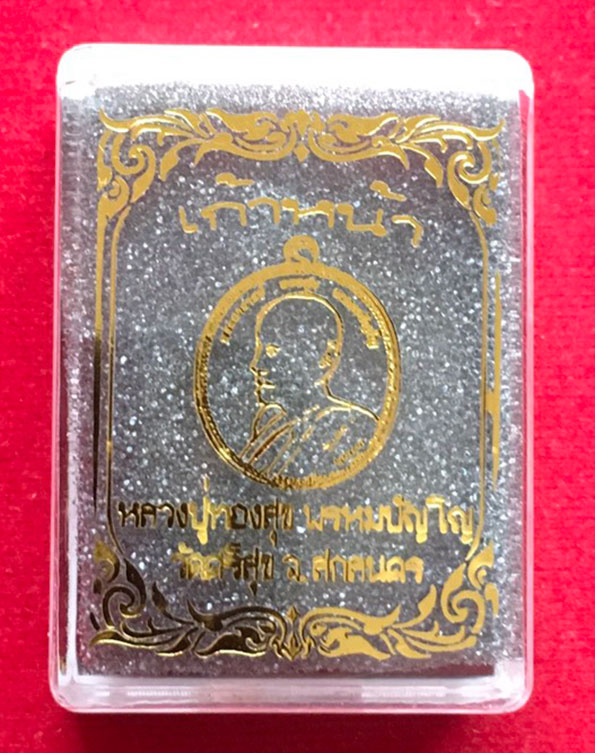 เก้าหน้า
หลวงปู่ทองสุข พรหมปัญโญ
วัดศรีสุข จ.สกลนคร